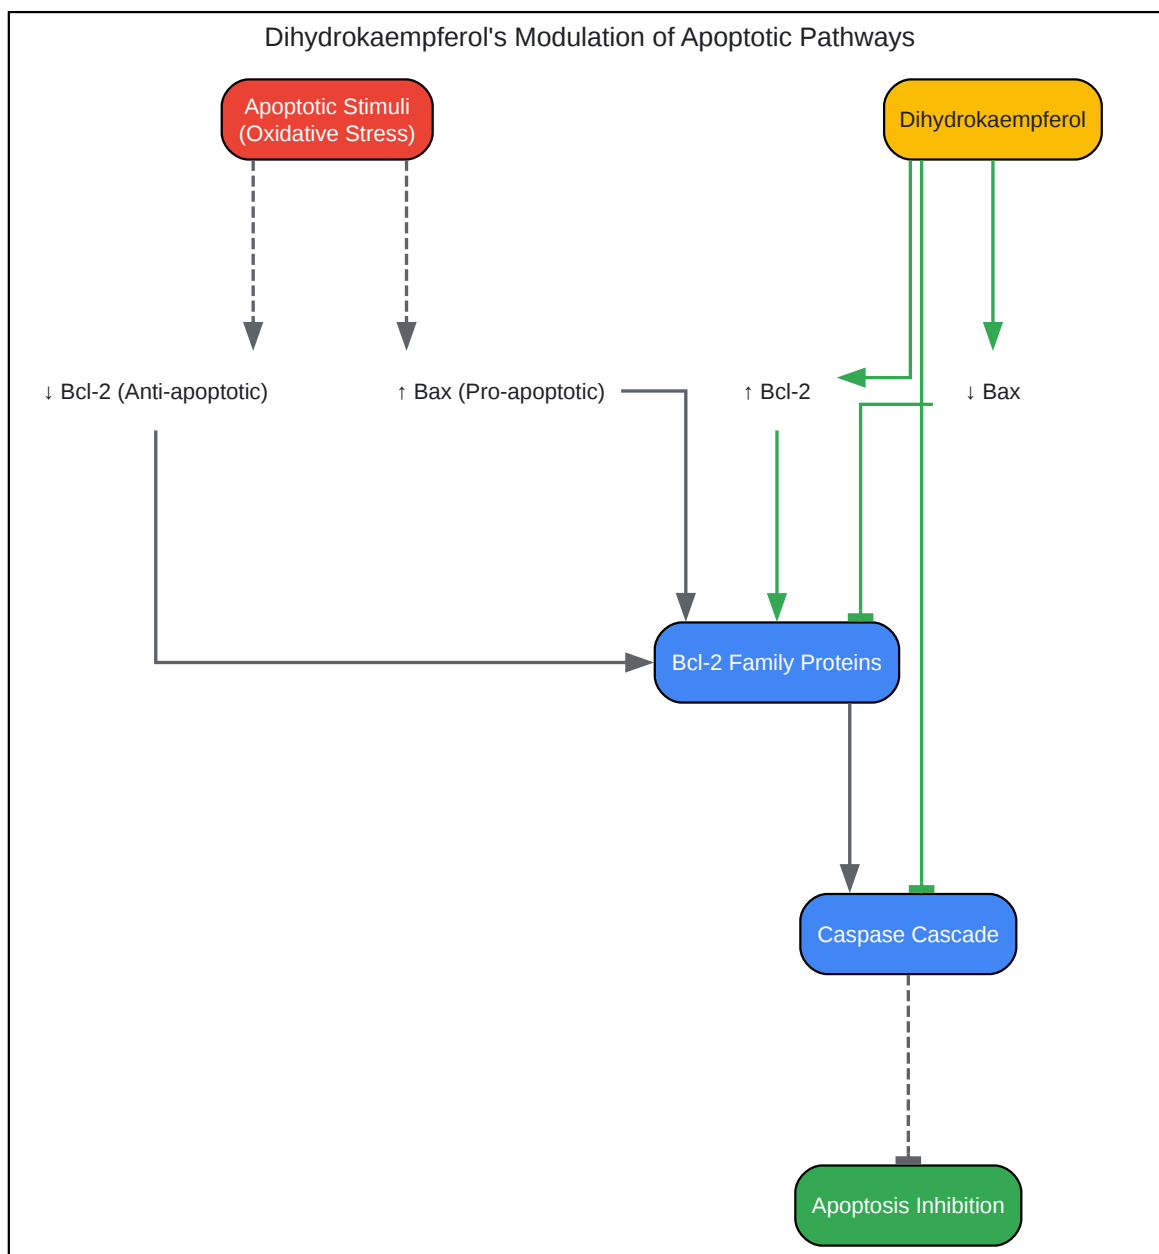 Dihydrokaempferol's Modulation of Apoptotic Pathways
Apoptotic Stimuli
(Oxidative Stress)
Dihydrokaempferol
↓ Bcl-2 (Anti-apoptotic)
↑ Bax (Pro-apoptotic)
↑ Bcl-2
↓ Bax
Bcl-2 Family Proteins
Caspase Cascade
Apoptosis Inhibition